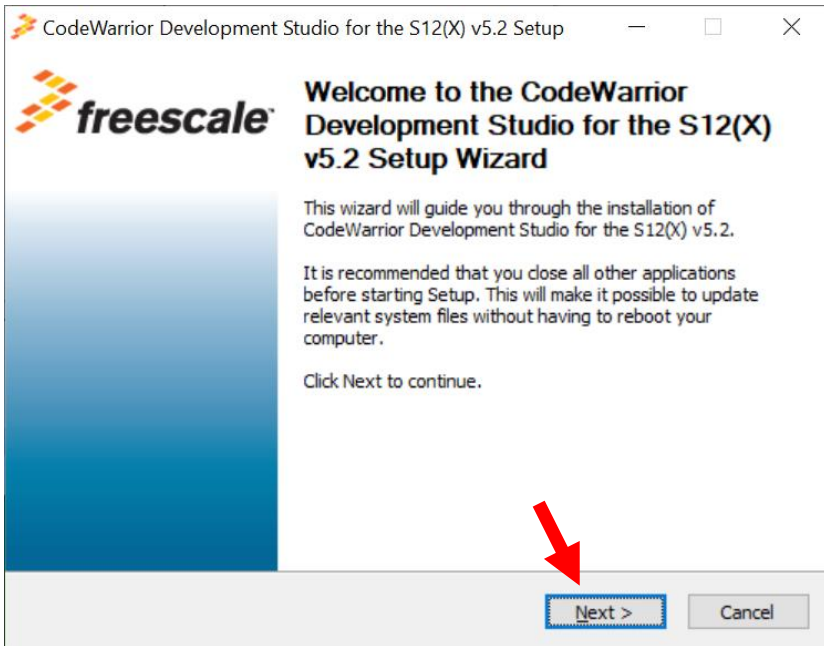 CodeWarrior Development Studio for the S12(X) v5.2 Setup
freescale
Welcome to the CodeWarrior
Development Studio for the S12(X)
v5.2 Setup Wizard
This wizard will guide you through the installation of
CodeWarrior Development Studio for the S12(X) v5.2.
It is recommended that you close all other applications
before starting Setup. This will make it possible to update
relevant system files without having to reboot your
computer.
Click Next to continue.
Next >
Cancel